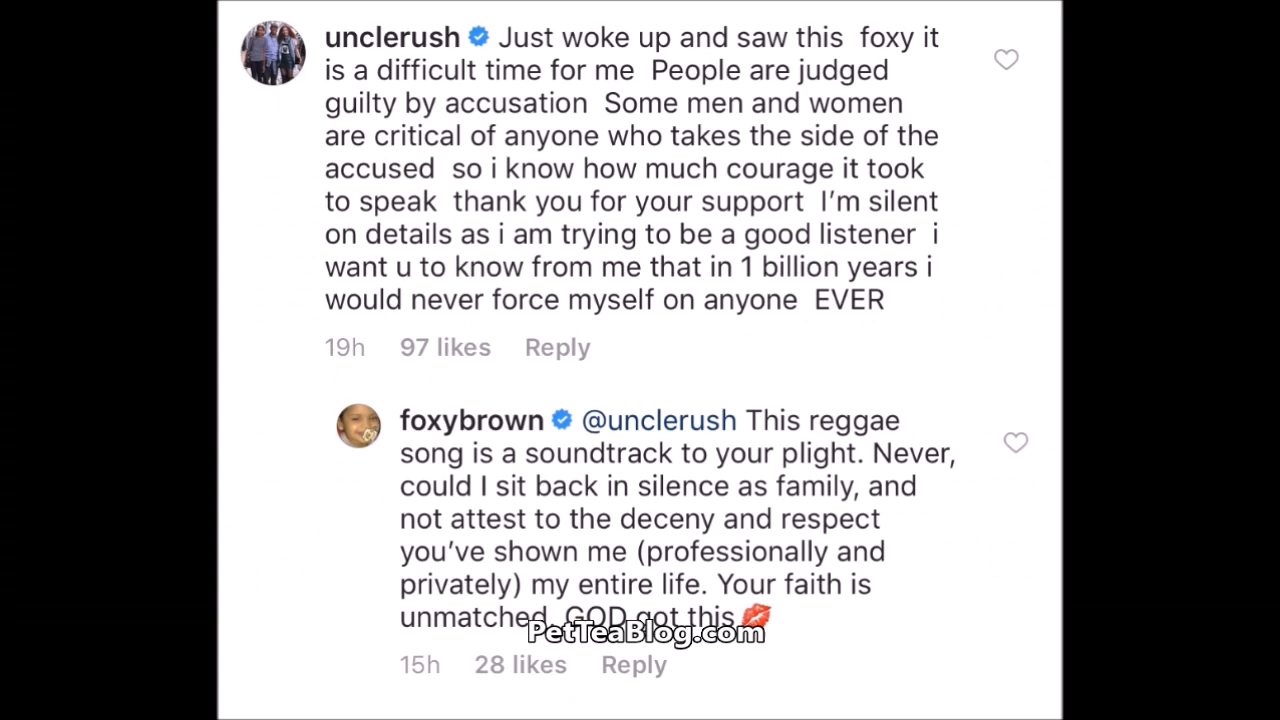 unclerush Just woke up and saw this  foxy it
is a difficult time for me  People are judged
guilty by accusation  Some men and women
are critical of anyone who takes the side of the
accused  so i know how much courage it took
to speak  thank you for your support  I’m silent
on details as i am trying to be a good listener  i
want u to know from me that in 1 billion years i
would never force myself on anyone  EVER
19h 97 likes Reply
foxybrown @unclerush This reggae
song is a soundtrack to your plight. Never,
could I sit back in silence as family, and
not attest to the deceny and respect
you’ve shown me (professionally and
privately) my entire life. Your faith is
unmatched. GOD got this💋
PetTeaBlog.com
15h 28 likes Reply